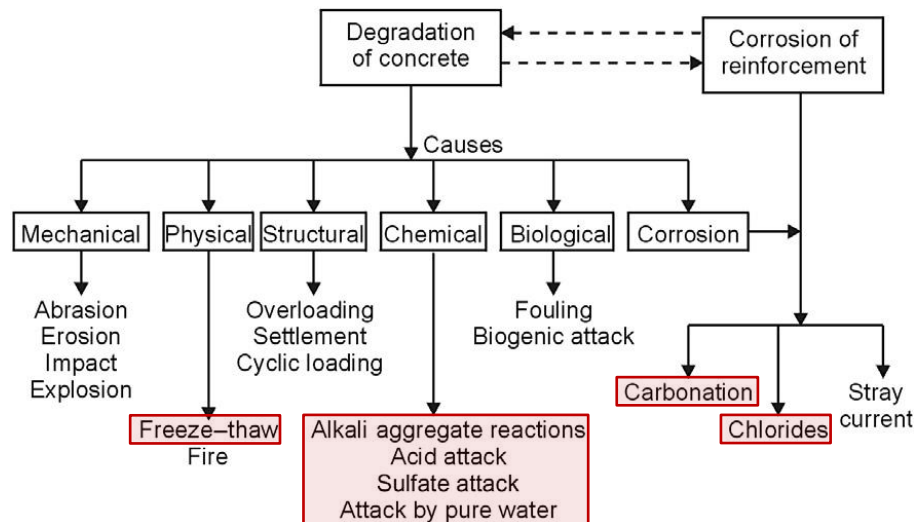 Degradation
of concrete
Corrosion of
reinforcement
Causes
Mechanical
Physical
Structural
Chemical
Biological
Corrosion
Abrasion
Erosion
Impact
Explosion
Freeze–thaw
Fire
Overloading
Settlement
Cyclic loading
Alkali aggregate reactions
Acid attack
Sulfate attack
Attack by pure water
Fouling
Biogenic attack
Carbonation
Chlorides
Stray
current